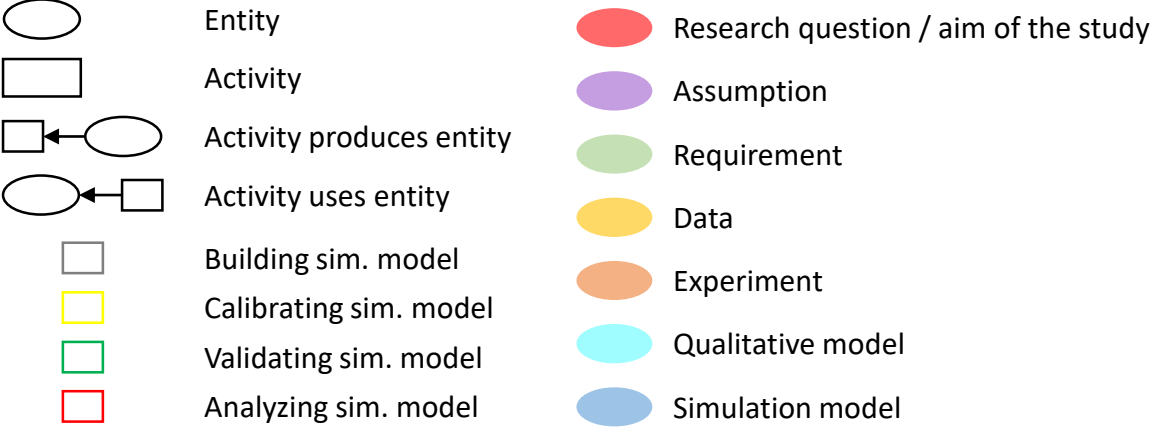 Entity
Activity
Activity produces entity
Activity uses entity
Building sim. model
Calibrating sim. model
Validating sim. model
Analyzing sim. model
Research question / aim of the study
Assumption
Requirement
Data
Experiment
Qualitative model
Simulation model